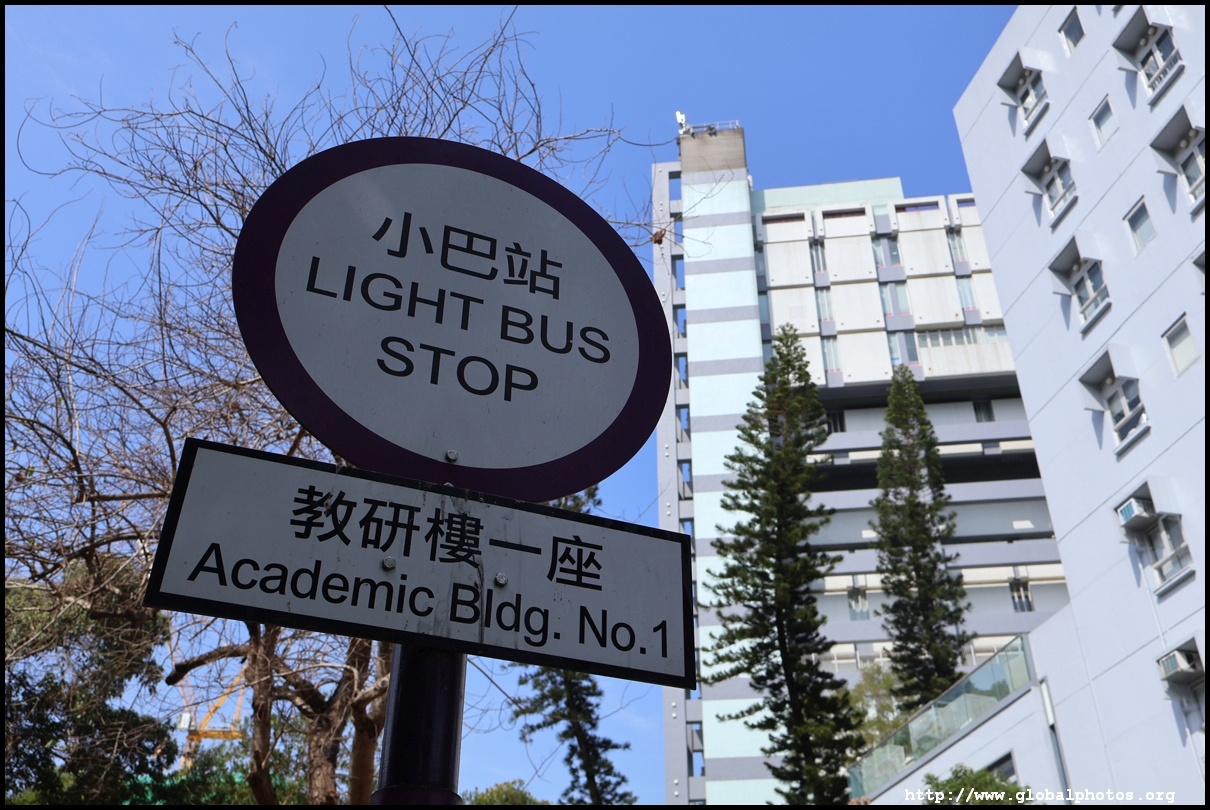 小巴站
LIGHT BUS
STOP
教研樓一座
Academic Bldg. No.1
http://www.globalphotos.org